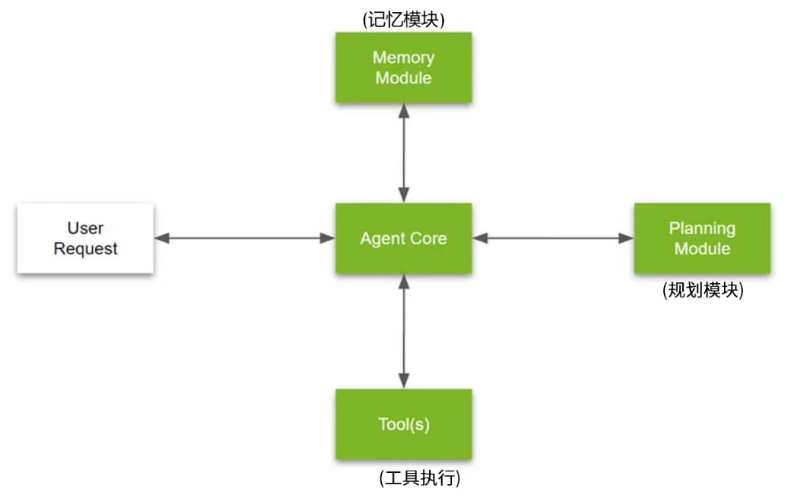 (记忆模块)
Memory
Module
User
Request
Agent Core
Planning
Module
(规划模块)
Tool(s)
(工具执行)